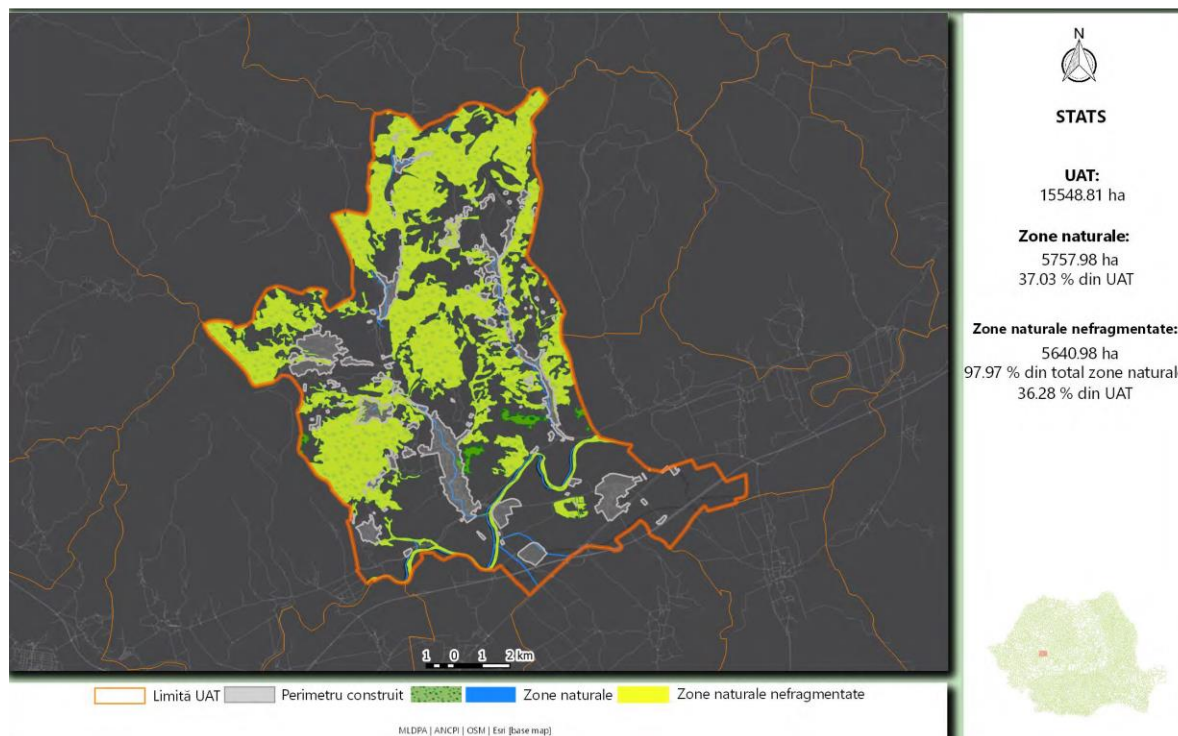 N
STATS
UAT:
15548.81 ha
Zone naturale:
5757.98 ha
37.03 % din UAT
Zone naturale nefragmentate:
5640.98 ha
97.97 % din total zone natural
36.28 % din UAT
1 0 1 2 km
Limită UAT Perimetru construit Zone naturale Zone naturale nefragmentate
MLDPA | ANCPI | OSM | Esri [base map]